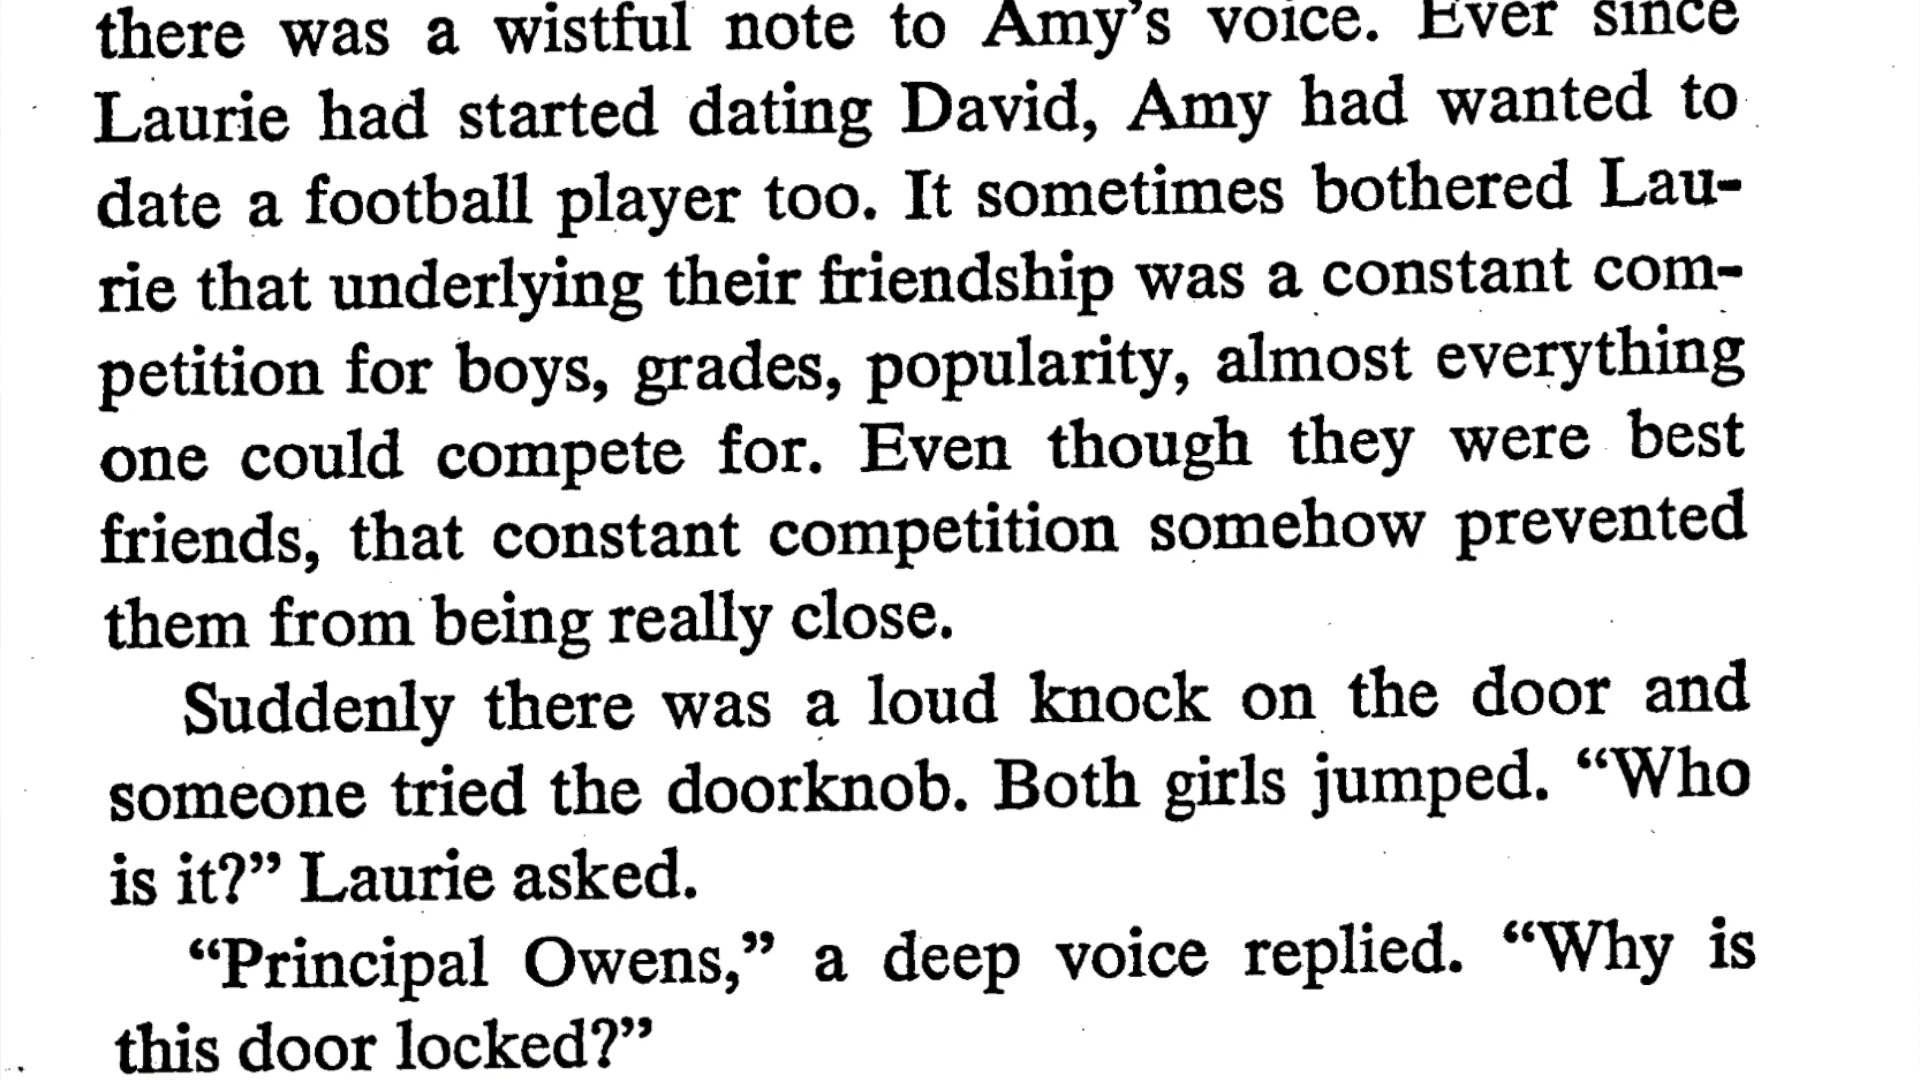 there was a wistful note to Amy's voice. Ever since
Laurie had started dating David, Amy had wanted to
date a football player too. It sometimes bothered Lau-
rie that underlying their friendship was a constant com-
petition for boys, grades, popularity, almost everything
one could compete for. Even though they were best
friends, that constant competition somehow prevented
them from being really close.
Suddenly there was a loud knock on the door and
someone tried the doorknob. Both girls jumped. “Who
is it?” Laurie asked.
“Principal Owens,” a deep voice replied. “Why is
this door locked?”